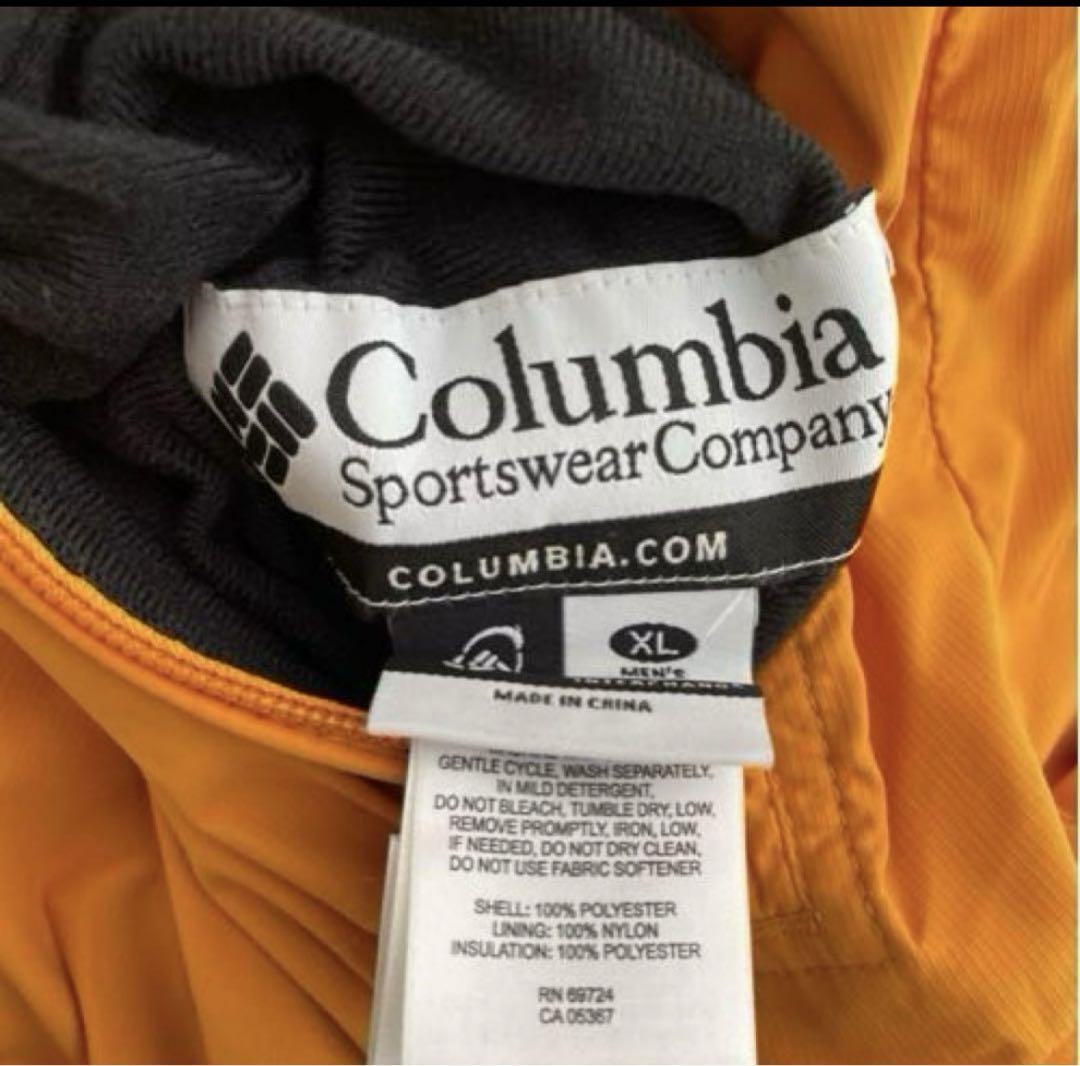 Columbia
Sportswear Company
COLUMBIA.COM
XL
MEN'S
MADE IN CHINA
GENTLE CYCLE, WASH SEPARATELY,
IN MILD DETERGENT,
DO NOT BLEACH, TUMBLE DRY, LOW,
REMOVE PROMPTLY, IRON, LOW,
IF NEEDED, DO NOT DRY CLEAN,
DO NOT USE FABRIC SOFTENER
SHELL: 100% POLYESTER
LINING: 100% NYLON
INSULATION: 100% POLYESTER
RN 69724
CA 05367